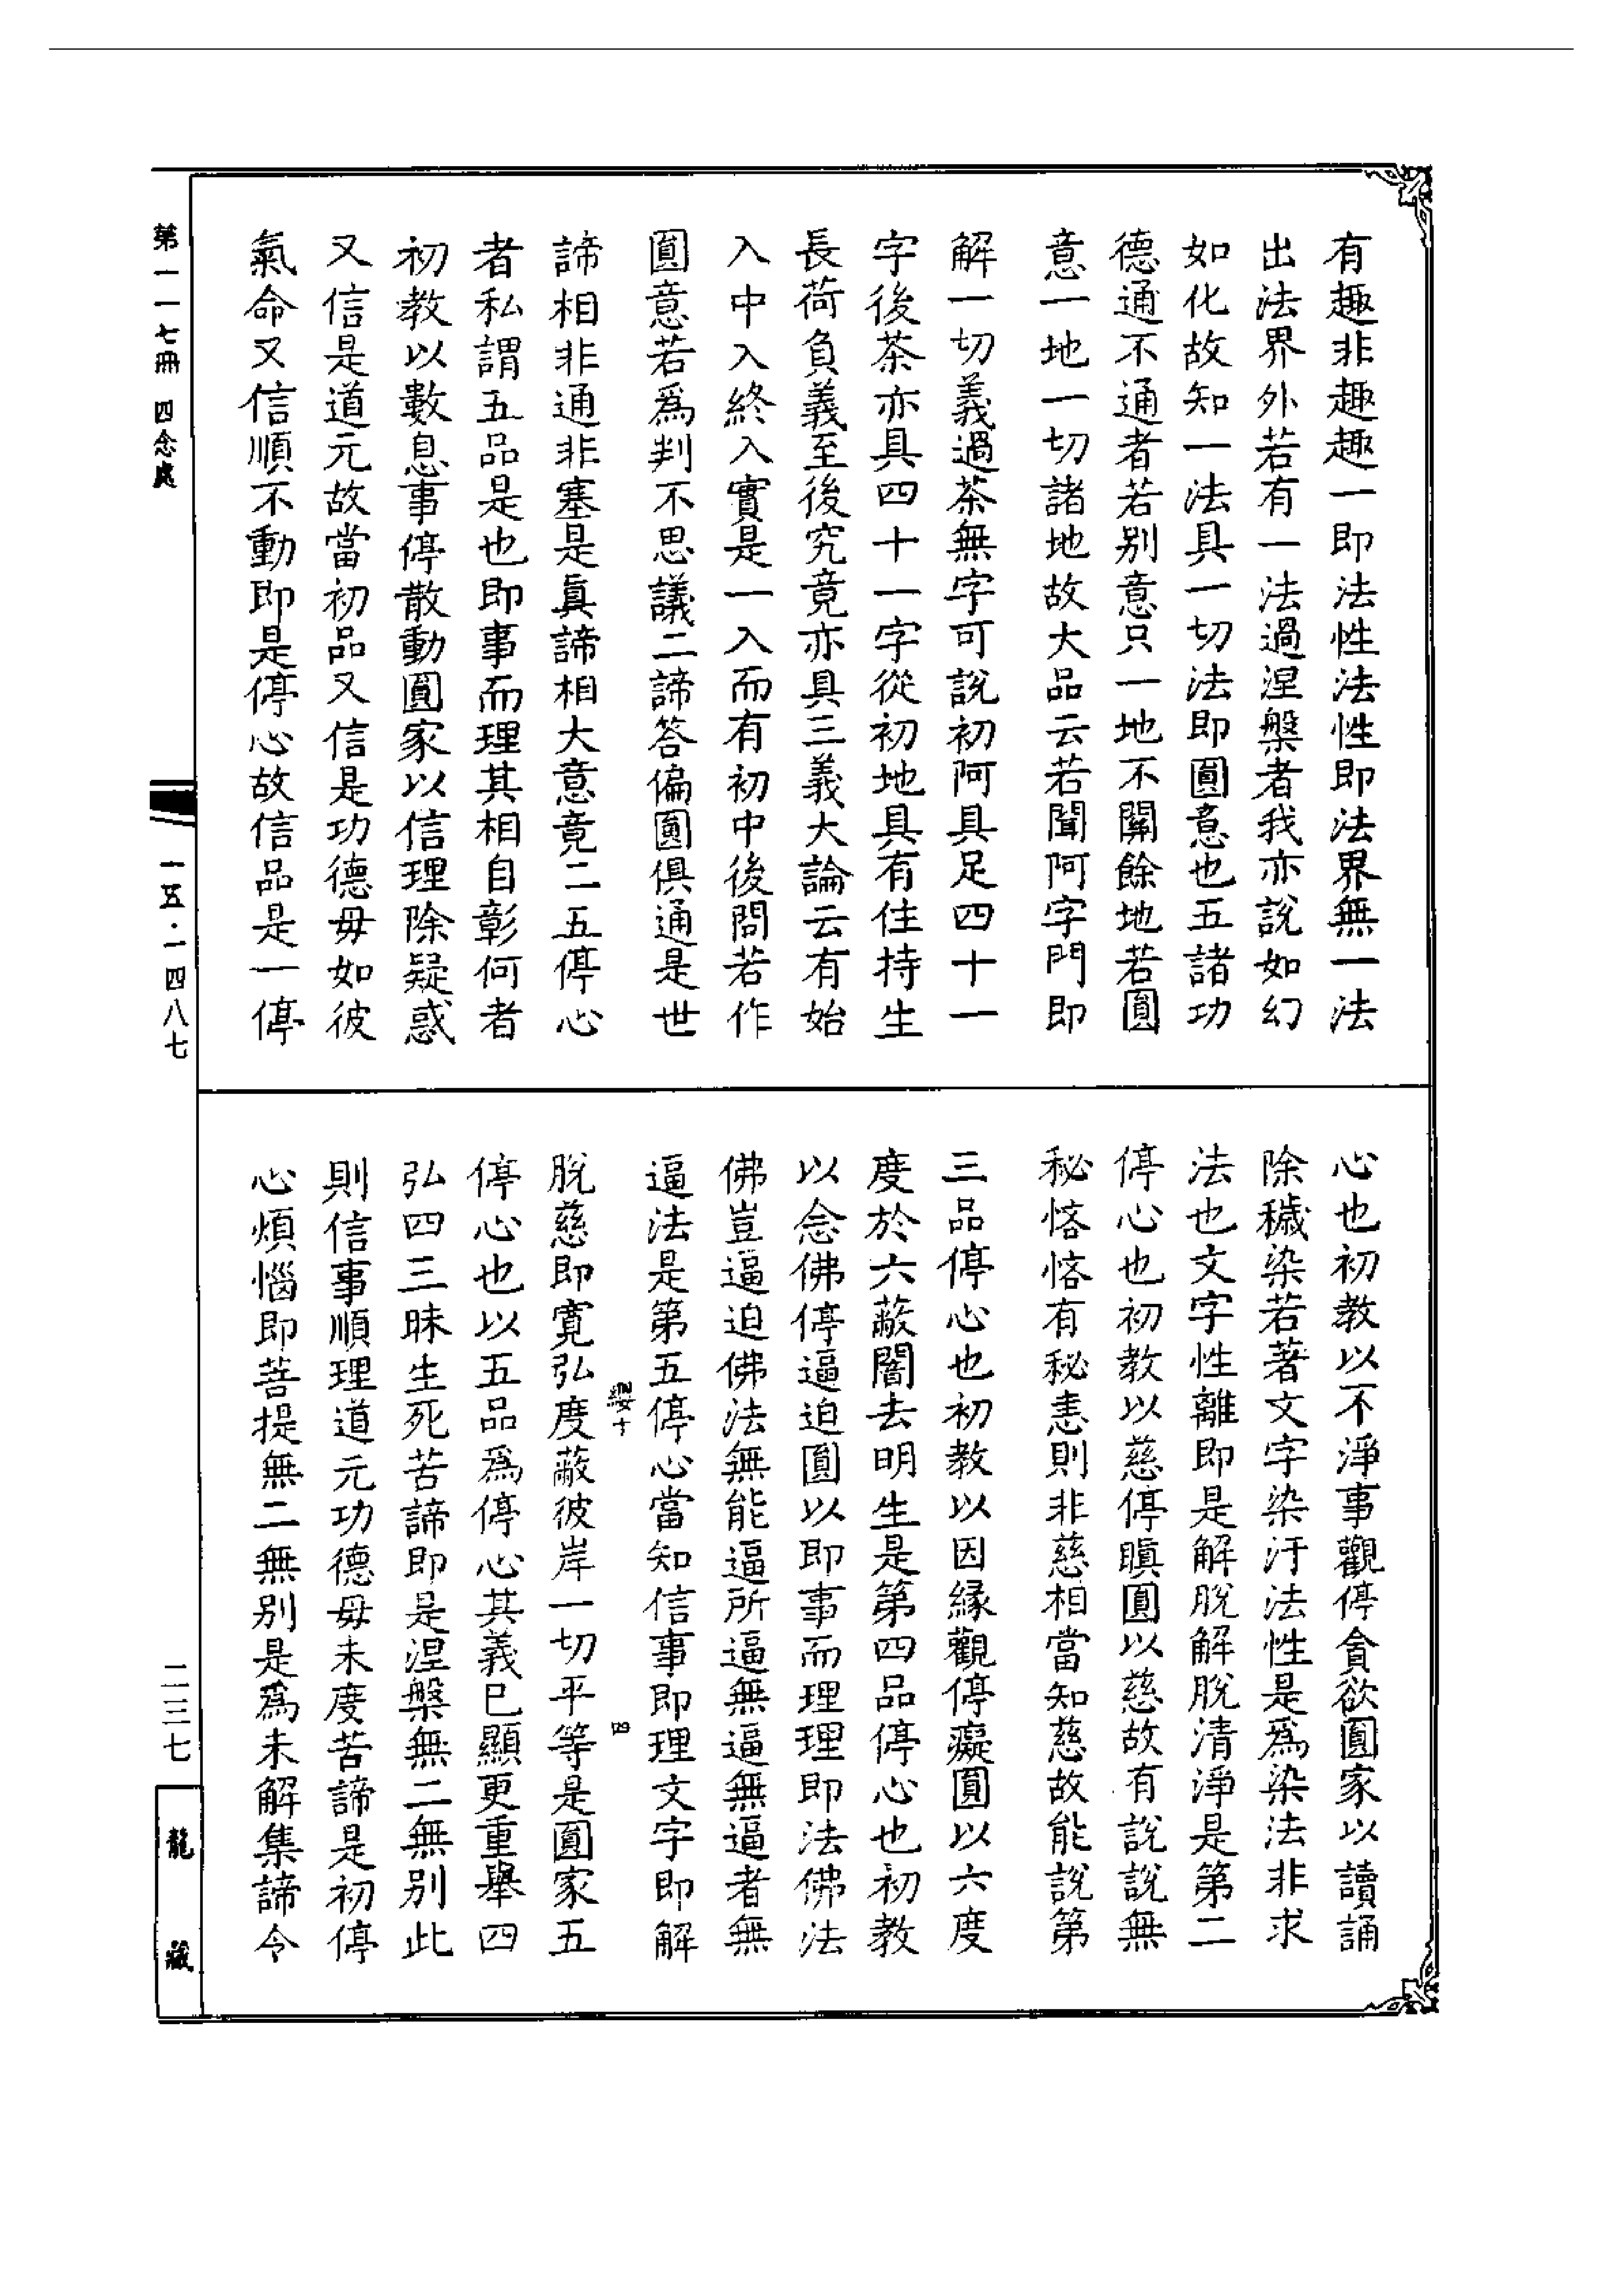 有趣非趣趣一即法性法性即法界無一法
出法界外若有一法過涅槃者我亦説如幻
如化故知一法具一切法即圓意也五諸功
德通不通者若别意只一地不關餘地若圓
意一地一切諸地故大品云若聞阿字門即
解一切義過茶無字可説初阿具足四十一
字後茶亦具四十一字從初地具有住持生
長荷負義至後究竟亦具三義大論云有始
入中入終入實是一入而有初中後問若作
圓意若爲判不思議二諦答偏圓俱通是世
諦相非通非塞是真諦相大意竟二五停心
者私謂五品是也即事而理其相自彰何者
初教以數息事停散動圓家以信理除疑惑
又信是道元故當初品又信是功德毋如彼
氣命又信順不動即是停心故信品是一停
心也初教以不淨事觀停貪欲圓家以讀誦
除穢染若著文字染汙法性是爲染法非求
法也文字性離即是解脫解脫清淨是第二
停心也初教以慈停瞋圓以慈故有説説無
秘悋悋有秘恚則非慈相當知慈故能説第
三品停心也初教以因緣觀停癡圓以六度
度於六蔽闇去明生是第四品停心也初教
以念佛停逼迫圓以即事而理理即法佛法
佛豈逼迫佛法無能逼所逼無逼無逼者無
逼法是第五停心當知信事即理文字即解
脫慈即寛弘度蔽彼岸一切平等是圓家五
停心也以五品爲停心其義已顯更重舉四
弘四三昧生死苦諦即是涅槃無二無别此
則信事順理道元功德毋未度苦諦是初停
心煩惱即菩提無二無别是爲未解集諦令
纓十
四
第一一七冊 四念處
一五·一四八七
二三七
龍藏